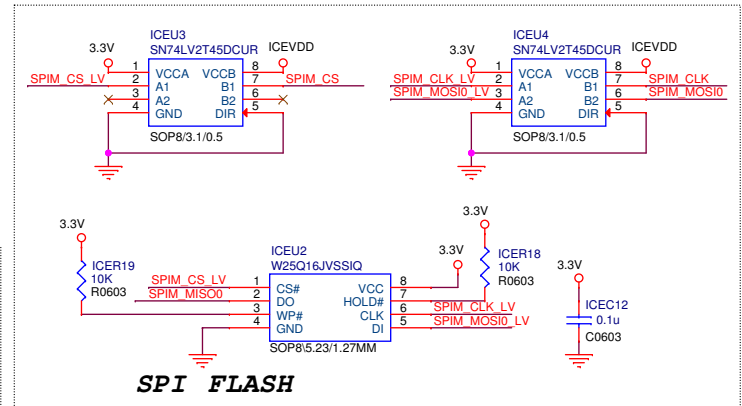 ICEU3
SN74LV2T45DCUR
3.3V
ICEVDD
SPIM_CS_LV
1
2
3
4
VCCA
A1
A2
GND
VCCB
B1
B2
DIR
8
7
6
5
SPIM_CS
SOP8/3.1/0.5
ICEU4
SN74LV2T45DCUR
3.3V
ICEVDD
SPIM_CLK_LV
SPIM_MOSI0_LV
1
2
3
4
VCCA
A1
A2
GND
VCCB
B1
B2
DIR
8
7
6
5
SPIM_CLK
SPIM_MOSI0
SOP8/3.1/0.5
3.3V
ICER19
10K
R0603
ICEU2
W25Q16JVSSIQ
SPIM_CS_LV
SPIM_MISO0
1
2
3
4
CS#
DO
WP#
GND
VCC
HOLD#
CLK
DI
8
7
6
5
SPIM_CLK_LV
SPIM_MOSI0_LV
SOP8\5.23/1.27MM
3.3V
3.3V
ICER18
10K
R0603
3.3V
ICEC12
0.1u
C0603
SPI FLASH